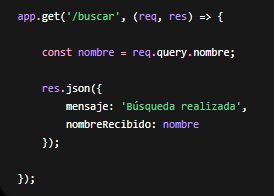 app.get('/buscar', (req, res) => {
const nombre = req.query.nombre;
res.json({
mensaje: 'Búsqueda realizada',
nombreRecibido: nombre
});
});